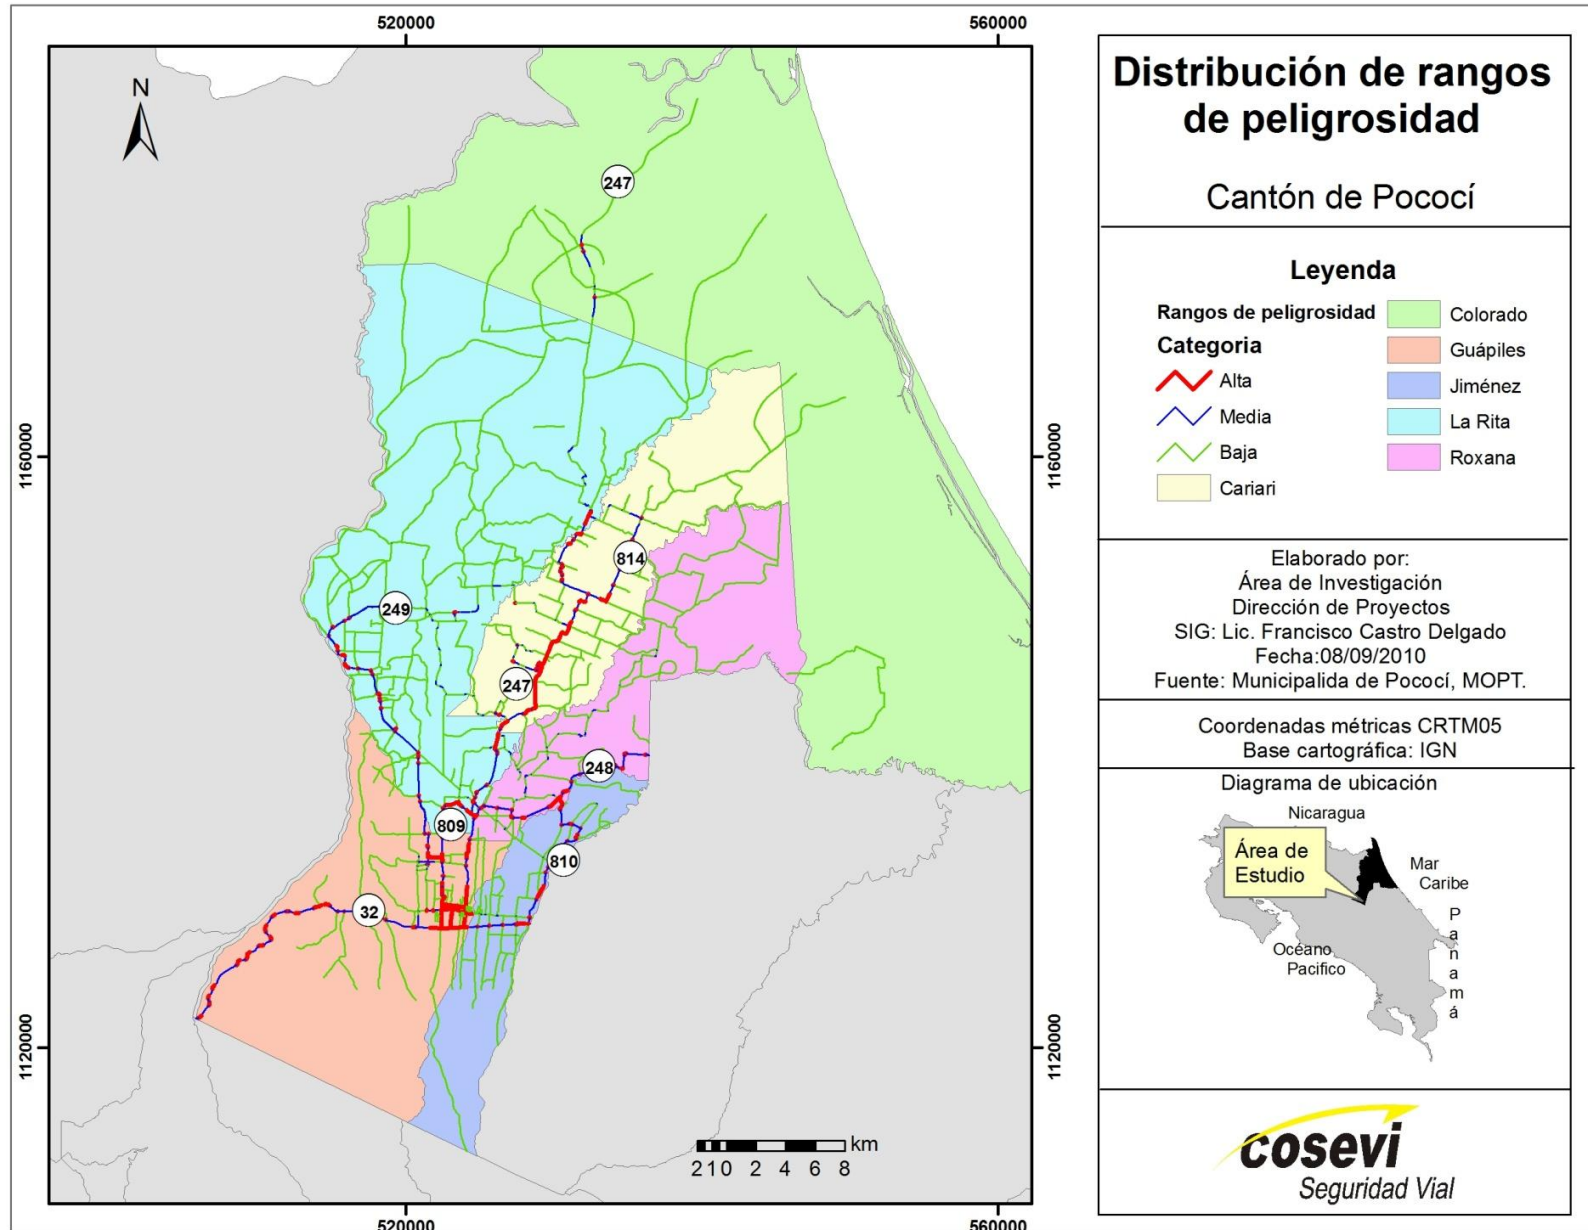 520000
560000
N
247
1160000
1160000
814
249
247
248
809
810
32
1120000
1120000
km
2 1 0 2 4 6 8
520000
560000
Distribución de rangos
de peligrosidad
Cantón de Pococí
Leyenda
Rangos de peligrosidad
Categoria
Alta
Media
Baja
Cariari
Colorado
Guápiles
Jiménez
La Rita
Roxana
Elaborado por:
Área de Investigación
Dirección de Proyectos
SIG: Lic. Francisco Castro Delgado
Fecha:08/09/2010
Fuente: Municipalida de Pococí, MOPT.
Coordenadas métricas CRTM05
Base cartográfica: IGN
Diagrama de ubicación
Nicaragua
Área de
Estudio
Mar
Caribe
Océano
Pacifico
P
a
n
a
m
á
cosevi
Seguridad Vial